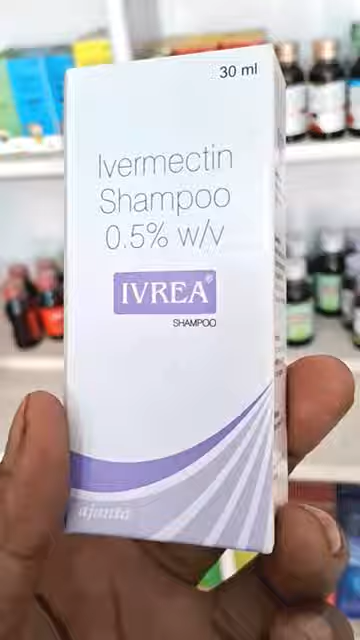 30 ml
Ivermectin
Shampoo
0.5% w/v
IVREA®
SHAMPOO
ajanta